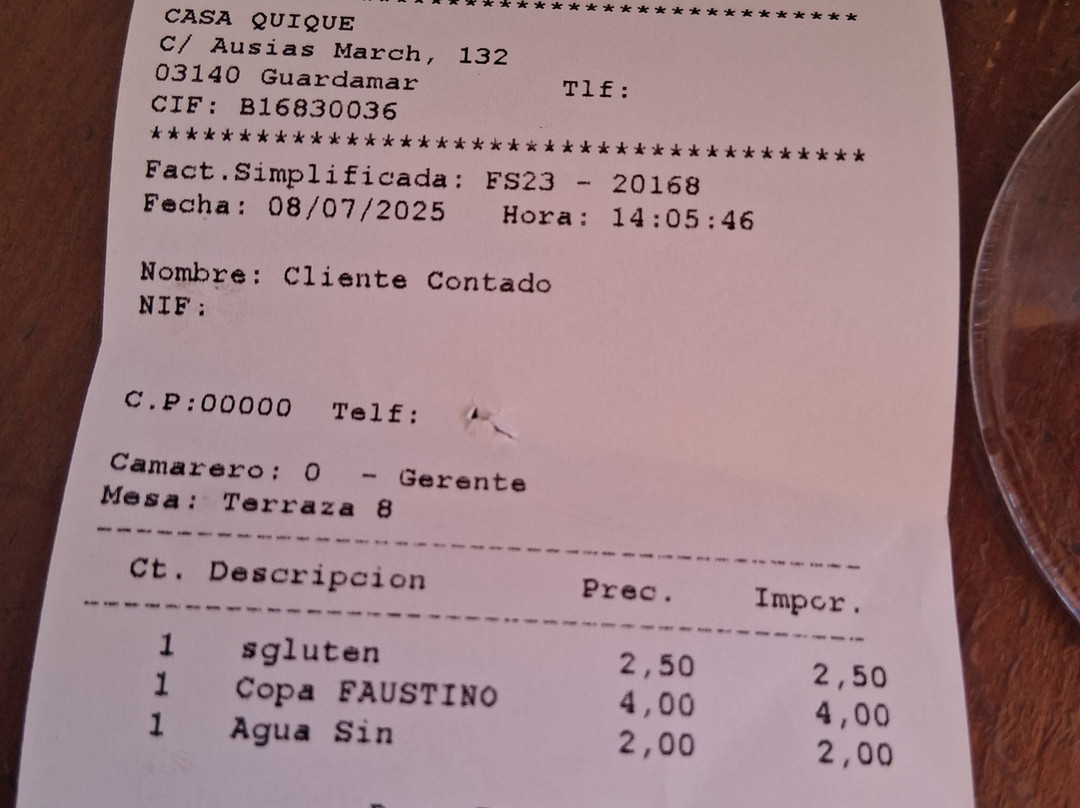 ****************************************
CASA QUIQUE
C/ Ausias March, 132
03140 Guardamar Tlf:
CIF: B16830036
****************************************
Fact.Simplificada: FS23 - 20168
Fecha: 08/07/2025 Hora: 14:05:46
Nombre: Cliente Contado
NIF:
C.P:00000 Telf:
Camarero: 0 - Gerente
Mesa: Terraza 8
Ct. Descripcion Prec. Impor.
1 sgluten 2,50 2,50
1 Copa FAUSTINO 4,00 4,00
1 Agua Sin 2,00 2,00